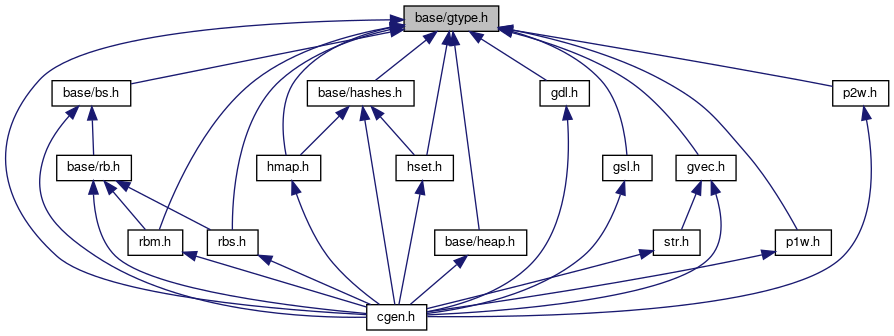 base/gtype.h
base/bs.h
base/hashes.h
gdl.h
p2w.h
base/rb.h
hmap.h
hset.h
gsl.h
gvec.h
rbm.h
rbs.h
base/heap.h
str.h
p1w.h
cgen.h